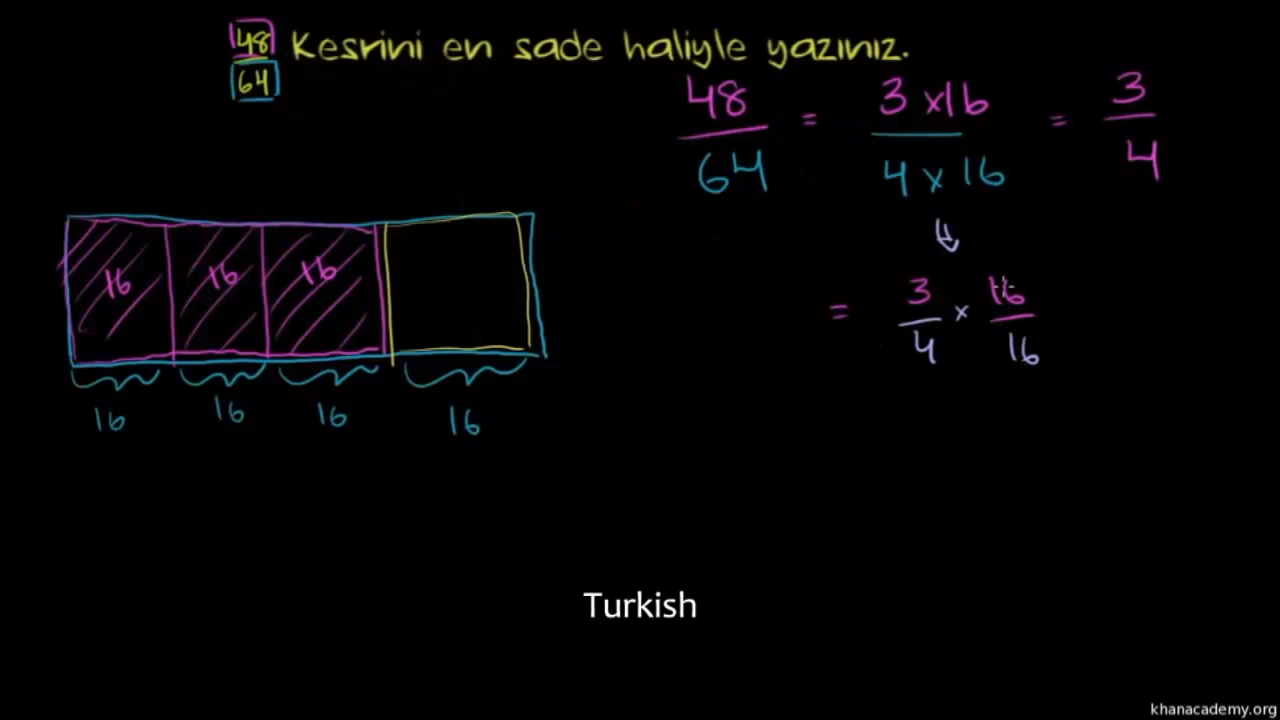 48
64 Kesrini en sade haliyle yazınız.
48 = 3 x16 = 3
64 4 x 16 4
= 3 x 16
4 16
16 16 16
16 16 16 16
Turkish
khanacademy.org